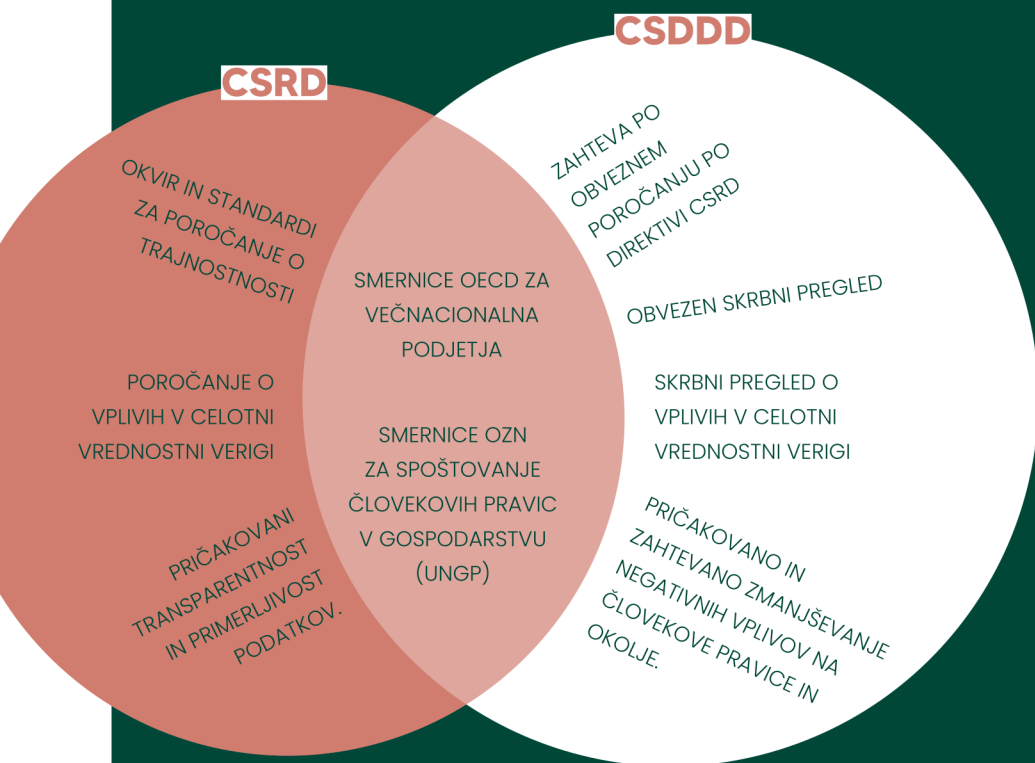 CSRD
OKVIR IN STANDARDI
ZA POROČANJE O
TRAJNOSTNOSTI
POROČANJE O
VPLIVIH V CELOTNI
VREDNOSTNI VERIGI
PRIČAKOVANI
TRANSPARENTNOST
IN PRIMERLJIVOST
PODATKOV.
SMERNICE OECD ZA
VEČNACIONALNA
PODJETJA
SMERNICE OZN
ZA SPOŠTOVANJE
ČLOVEKOVIH PRAVIC
V GOSPODARSTVU
(UNGP)
CSDDD
ZAHTEVA PO
OBVEZNEM
POROČANJU PO
DIREKTIVI CSRD
OBVEZEN SKRBNI PREGLED
SKRBNI PREGLED O
VPLIVIH V CELOTNI
VREDNOSTNI VERIGI
PRIČAKOVANO IN
ZAHTEVANO ZMANJŠEVANJE
NEGATIVNIH VPLIVOV NA
ČLOVEKOVE PRAVICE IN
OKOLJE.